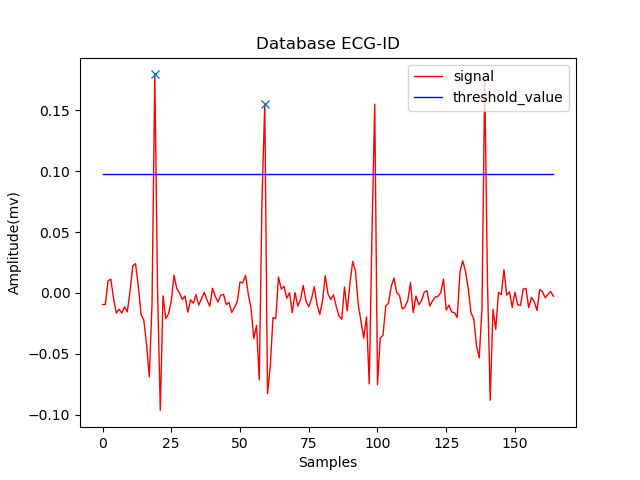 Database ECG-ID
signal
threshold_value
0.15
0.10
0.05
0.00
−0.05
−0.10
Amplitude(mv)
0 25 50 75 100 125 150
Samples